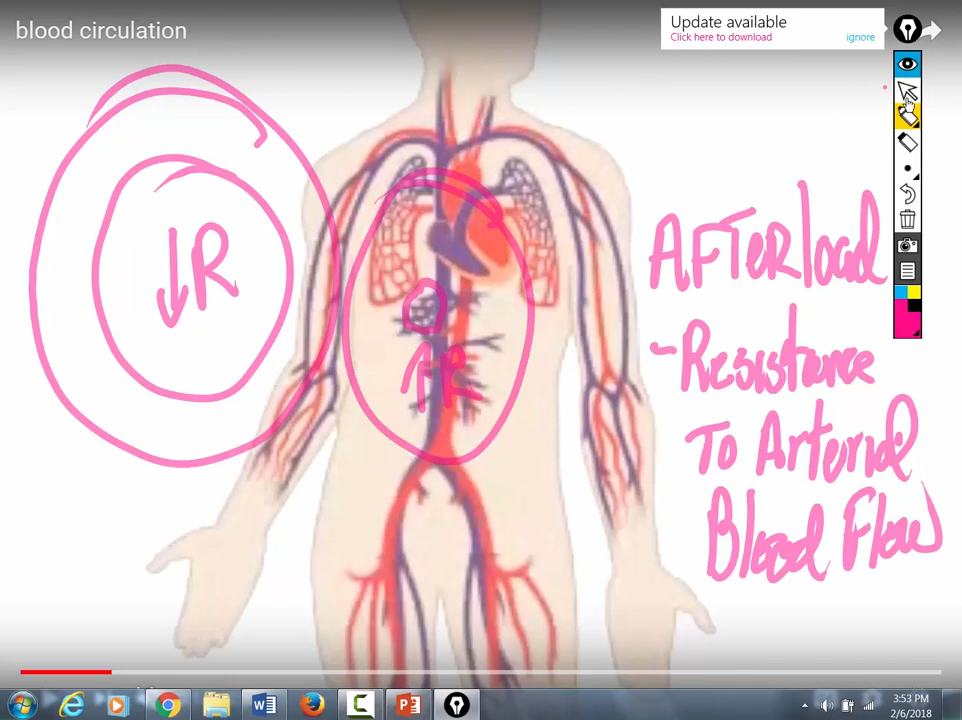 blood circulation
Update available
Click here to download ignore
↓R
↑R
AFTERload
-Resistance
To Arterial
Blood Flow
3:53 PM
2/6/2018